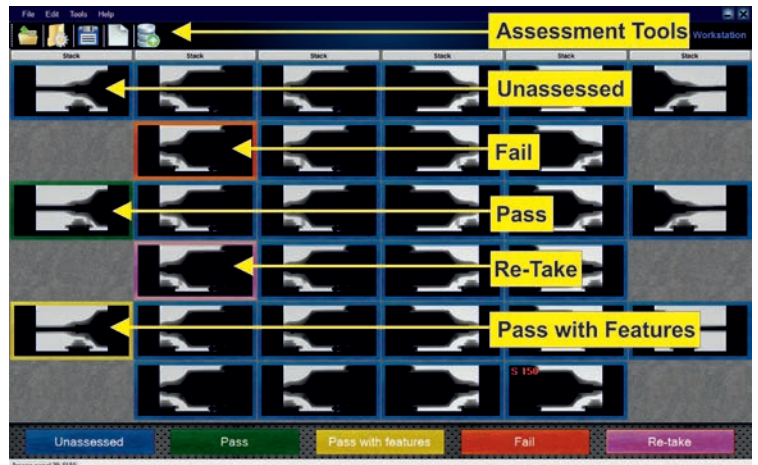 File Edit Tools Help
Assessment Tools Workstation
Stack Stack Stack Stack Stack Stack
Unassessed
Fail
Pass
Re-Take
Pass with Features
S 150
Unassessed Pass Pass with features Fail Re-take